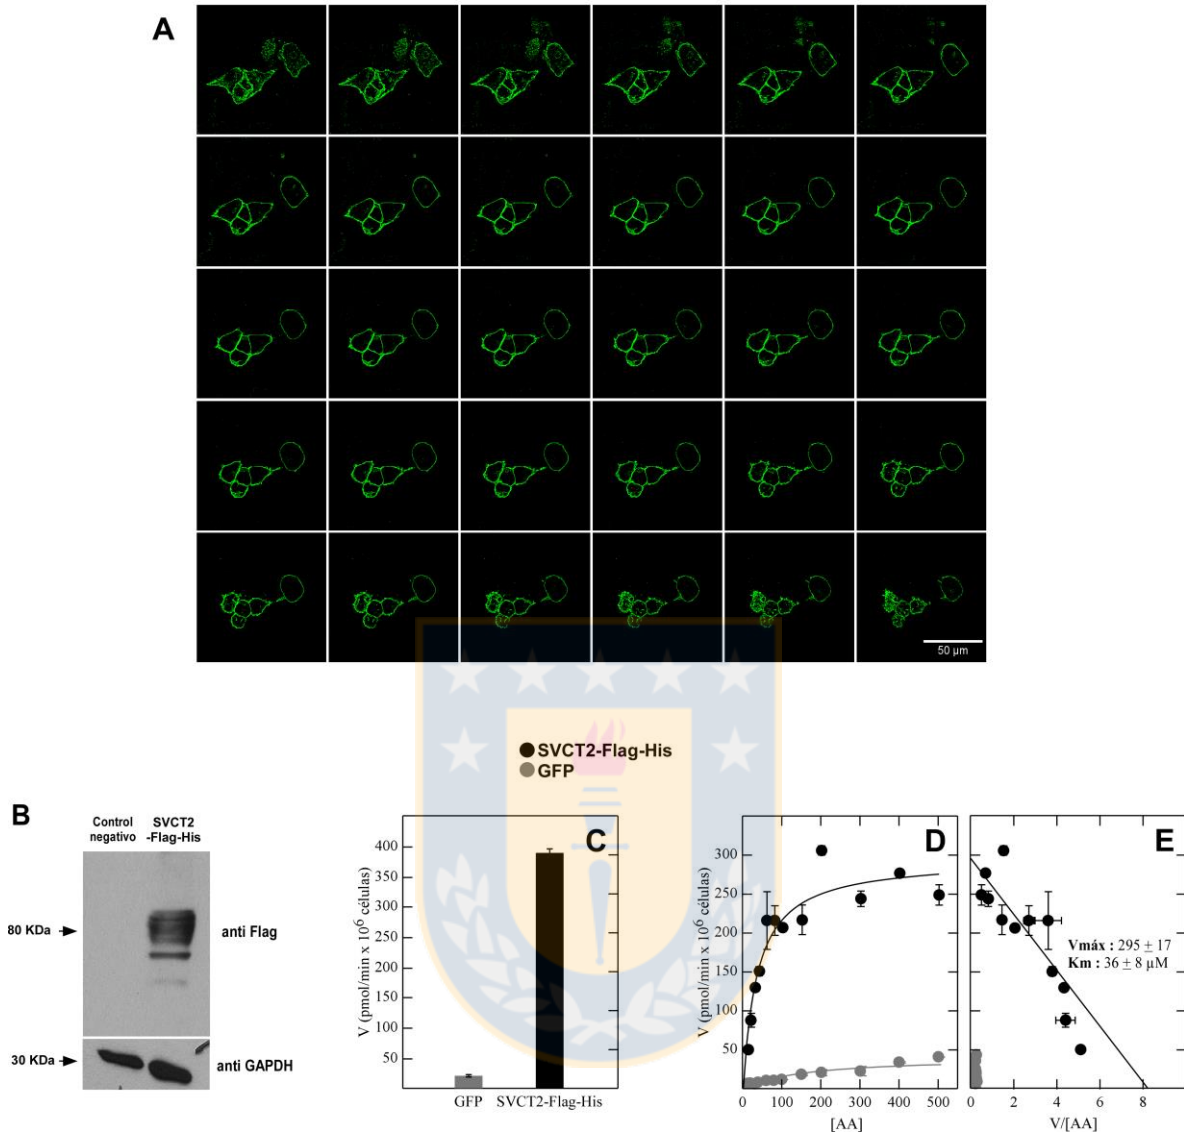 A
50 µm
SVCT2-Flag-His
GFP
B
Control
negativo
SVCT2
-Flag-His
80 KDa
anti Flag
30 KDa
anti GAPDH
C
V (pmol/min x 10⁶ células)
400
350
300
250
200
150
100
50
GFP
SVCT2-Flag-His
D
V (pmol/min x 10⁶ células)
300
250
200
150
100
50
0 100 200 300 400 500
[AA]
E
Vmáx : 295 ± 17
Km : 36 ± 8 µM
0 2 4 6 8
V/[AA]